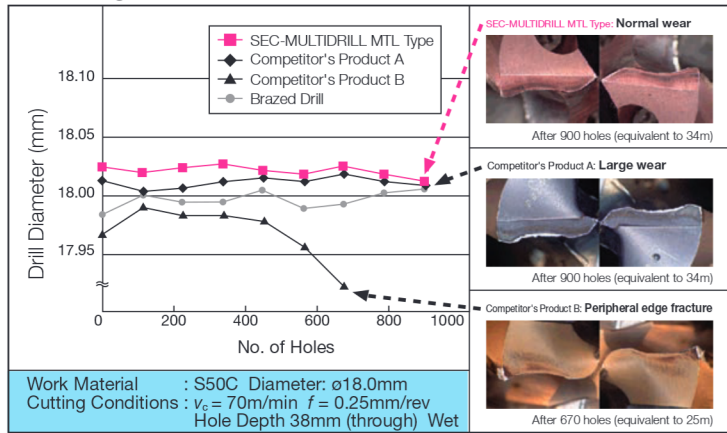 SEC-MULTIDRILL MTL Type
Competitor's Product A
Competitor's Product B
Brazed Drill
Drill Diameter (mm)
18.10
18.05
18.00
17.95
0
200
400
600
800
1000
No. of Holes
Work Material : S50C Diameter: ø18.0mm
Cutting Conditions : vc = 70m/min f = 0.25mm/rev
Hole Depth 38mm (through) Wet
SEC-MULTIDRILL MTL Type: Normal wear
After 900 holes (equivalent to 34m)
Competitor's Product A: Large wear
After 900 holes (equivalent to 34m)
Competitor's Product B: Peripheral edge fracture
After 670 holes (equivalent to 25m)